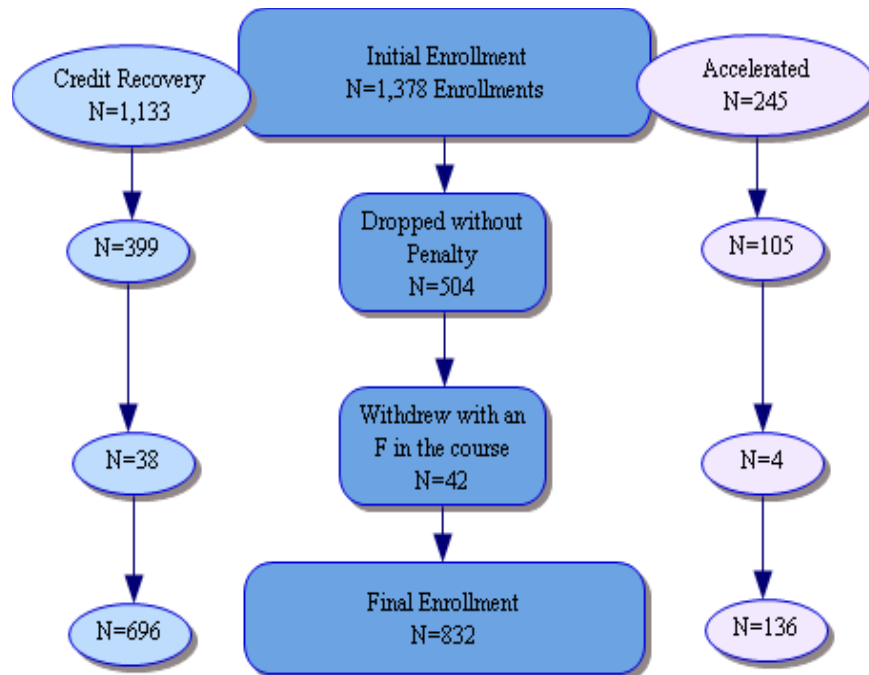 Credit Recovery
N=1,133
Initial Enrollment
N=1,378 Enrollments
Accelerated
N=245
N=399
Dropped without
Penalty
N=504
N=105
N=38
Withdrew with an
F in the course
N=42
N=4
N=696
Final Enrollment
N=832
N=136